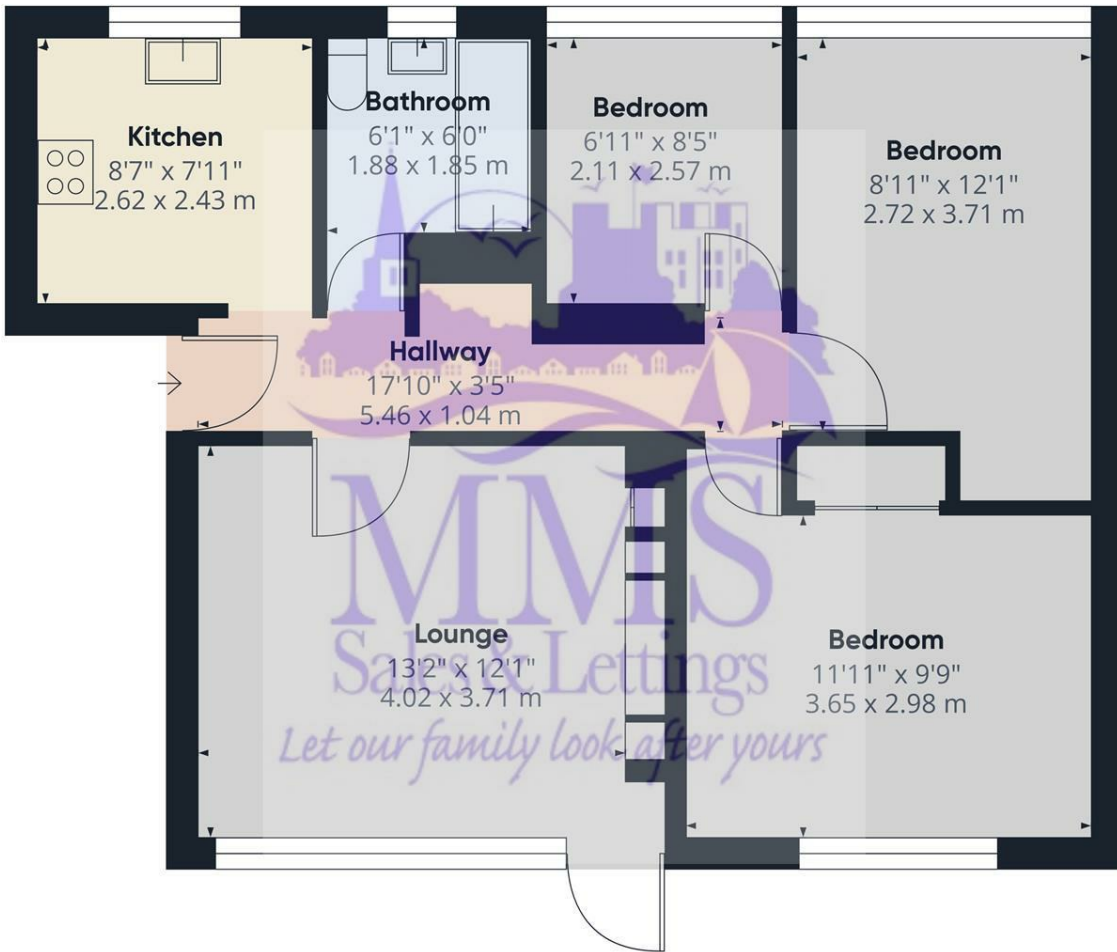 Kitchen
8'7" x 7'11"
2.62 x 2.43 m
Bathroom
6'1" x 6'0"
1.88 x 1.85 m
Bedroom
6'11" x 8'5"
2.11 x 2.57 m
Bedroom
8'11" x 12'1"
2.72 x 3.71 m
Hallway
17'10" x 3'5"
5.46 x 1.04 m
MMS
Sales & Lettings
Let our family look after yours
Lounge
13'2" x 12'1"
4.02 x 3.71 m
Bedroom
11'11" x 9'9"
3.65 x 2.98 m